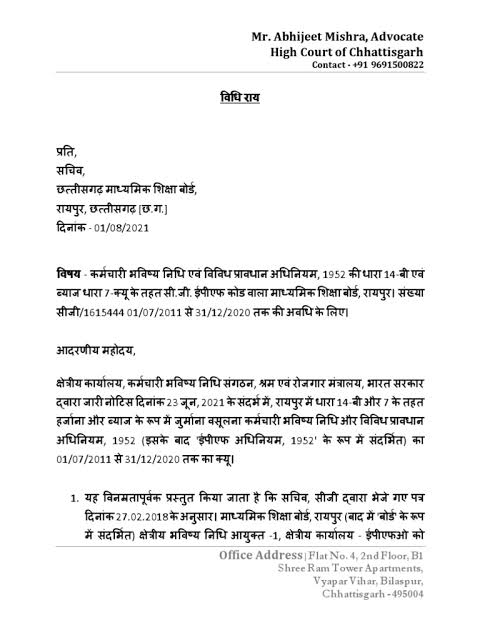 Mr. Abhijeet Mishra, Advocate
High Court of Chhattisgarh
Contact - +91 9691500822
विधि राय
प्रति,
सचिव,
छत्तीसगढ़ माध्यमिक शिक्षा बोर्ड,
रायपुर, छत्तीसगढ़ [छ.ग.]
दिनांक - 01/08/2021
विषय - कर्मचारी भविष्य निधि एवं विविध प्रावधान अधिनियम, 1952 की धारा 14-बी एवं
ब्याज धारा 7-क्यू के तहत सी.जी. ईपीएफ कोड वाला माध्यमिक शिक्षा बोर्ड, रायपुर। संख्या
सीजी/1615444 01/07/2011 से 31/12/2020 तक की अवधि के लिए।
आदरणीय महोदय,
क्षेत्रीय कार्यालय, कर्मचारी भविष्य निधि संगठन, श्रम एवं रोजगार मंत्रालय, भारत सरकार
द्वारा जारी नोटिस दिनांक 23 जून, 2021 के संदर्भ में, रायपुर में धारा 14-बी और 7 के तहत
हर्जाना और ब्याज के रूप में जुर्माना वसूलना कर्मचारी भविष्य निधि और विविध प्रावधान
अधिनियम, 1952 (इसके बाद 'ईपीएफ अधिनियम, 1952' के रूप में संदर्भित) का
01/07/2011 से 31/12/2020 तक का क्यू।
1. यह विनम्रतापूर्वक प्रस्तुत किया जाता है कि सचिव, सीजी द्वारा भेजे गए पत्र
दिनांक 27.02.2018 के अनुसार। माध्यमिक शिक्षा बोर्ड, रायपुर (बाद में 'बोर्ड' के रूप
में संदर्भित) क्षेत्रीय भविष्य निधि आयुक्त -1, क्षेत्रीय कार्यालय - ईपीएफओ को
Office Address | Flat No. 4, 2nd Floor, B1
Shree Ram Tower Apartments,
Vyapar Vihar, Bilaspur,
Chhattisgarh - 495004